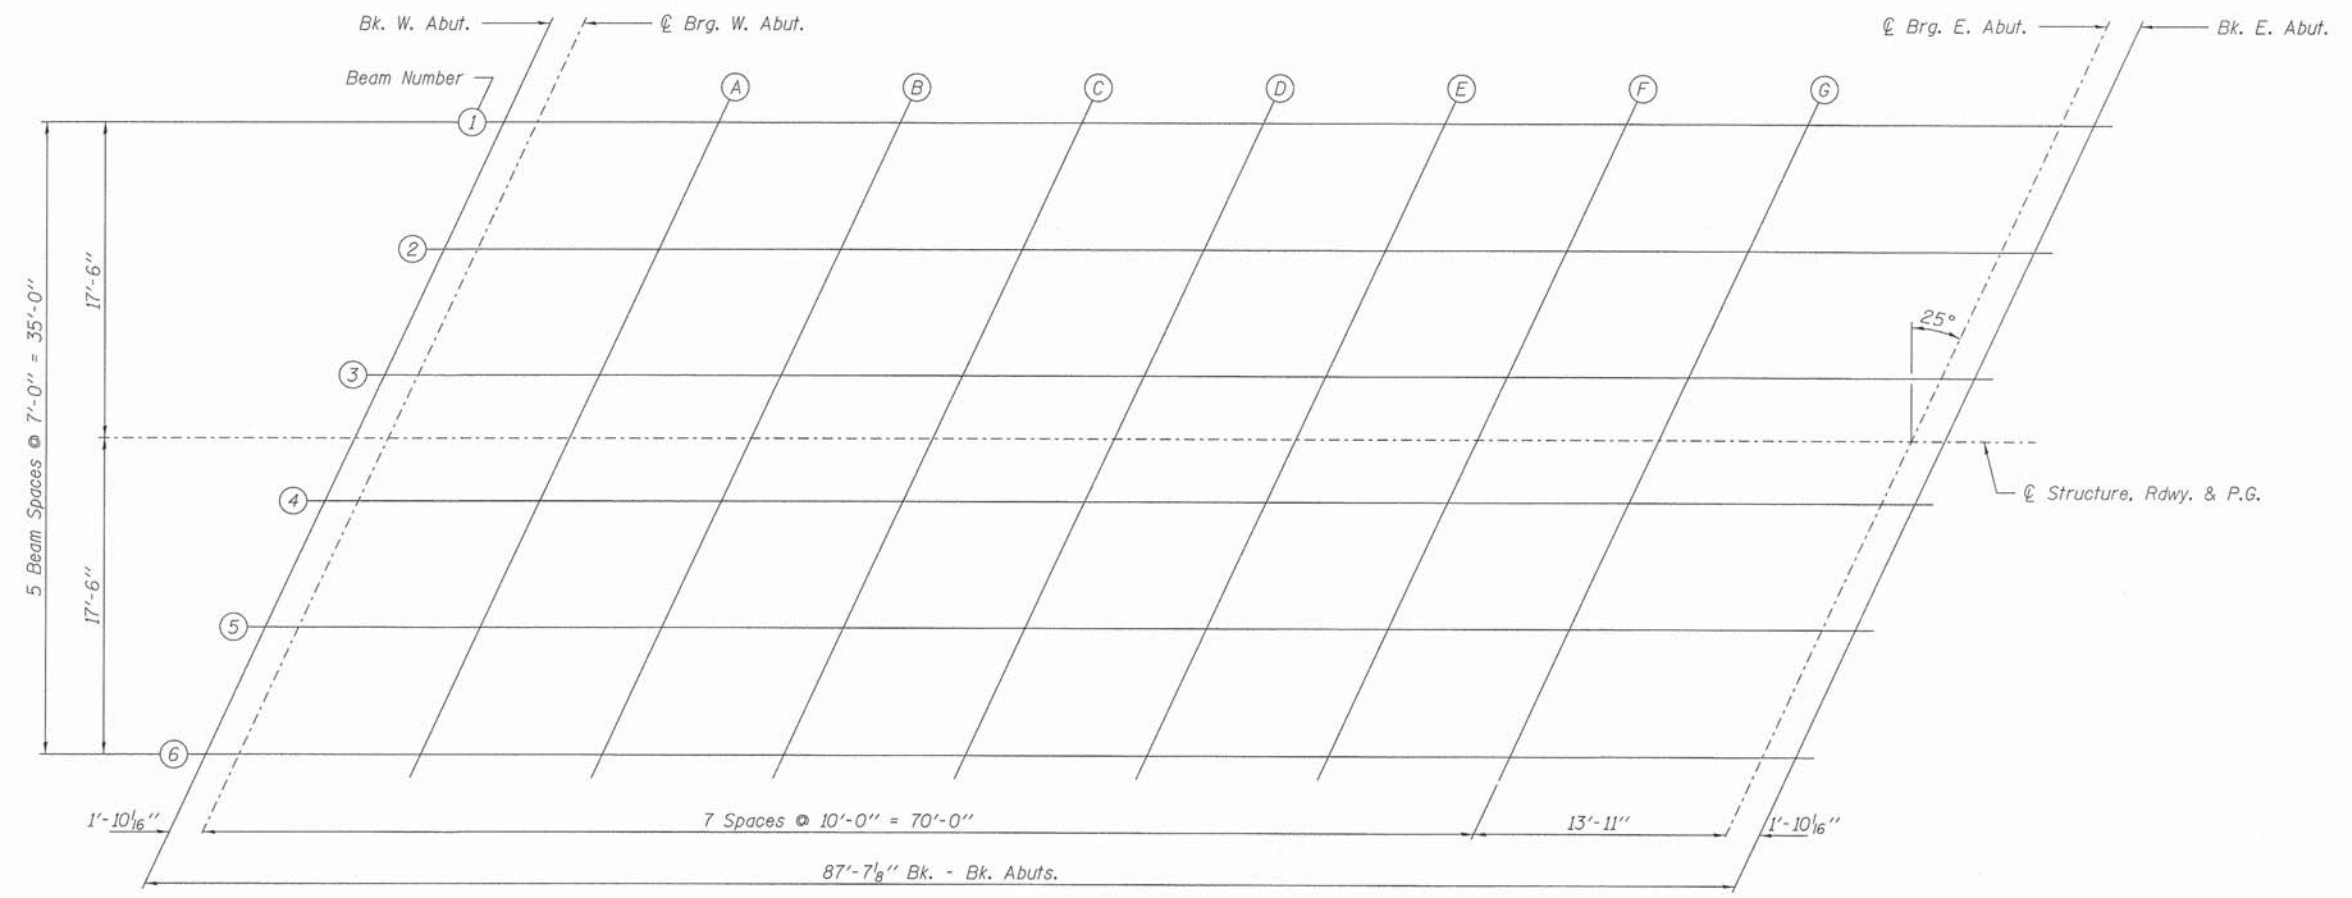 Bk. W. Abut.
℄ Brg. W. Abut.
℄ Brg. E. Abut.
Bk. E. Abut.
Beam Number
A
B
C
D
E
F
G
1
2
3
4
5
6
5 Beam Spaces @ 7'-0" = 35'-0"
17'-6"
17'-6"
25°
℄ Structure, Rdwy. & P.G.
1'-10 1/16"
7 Spaces @ 10'-0" = 70'-0"
13'-11"
1'-10 1/16"
87'-7 1/8" Bk. - Bk. Abuts.